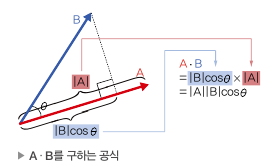 B
|A|
A
θ
|B|cosθ
A · B
=|B|cosθ×|A|
=|A||B|cosθ
▶ A · B를 구하는 공식